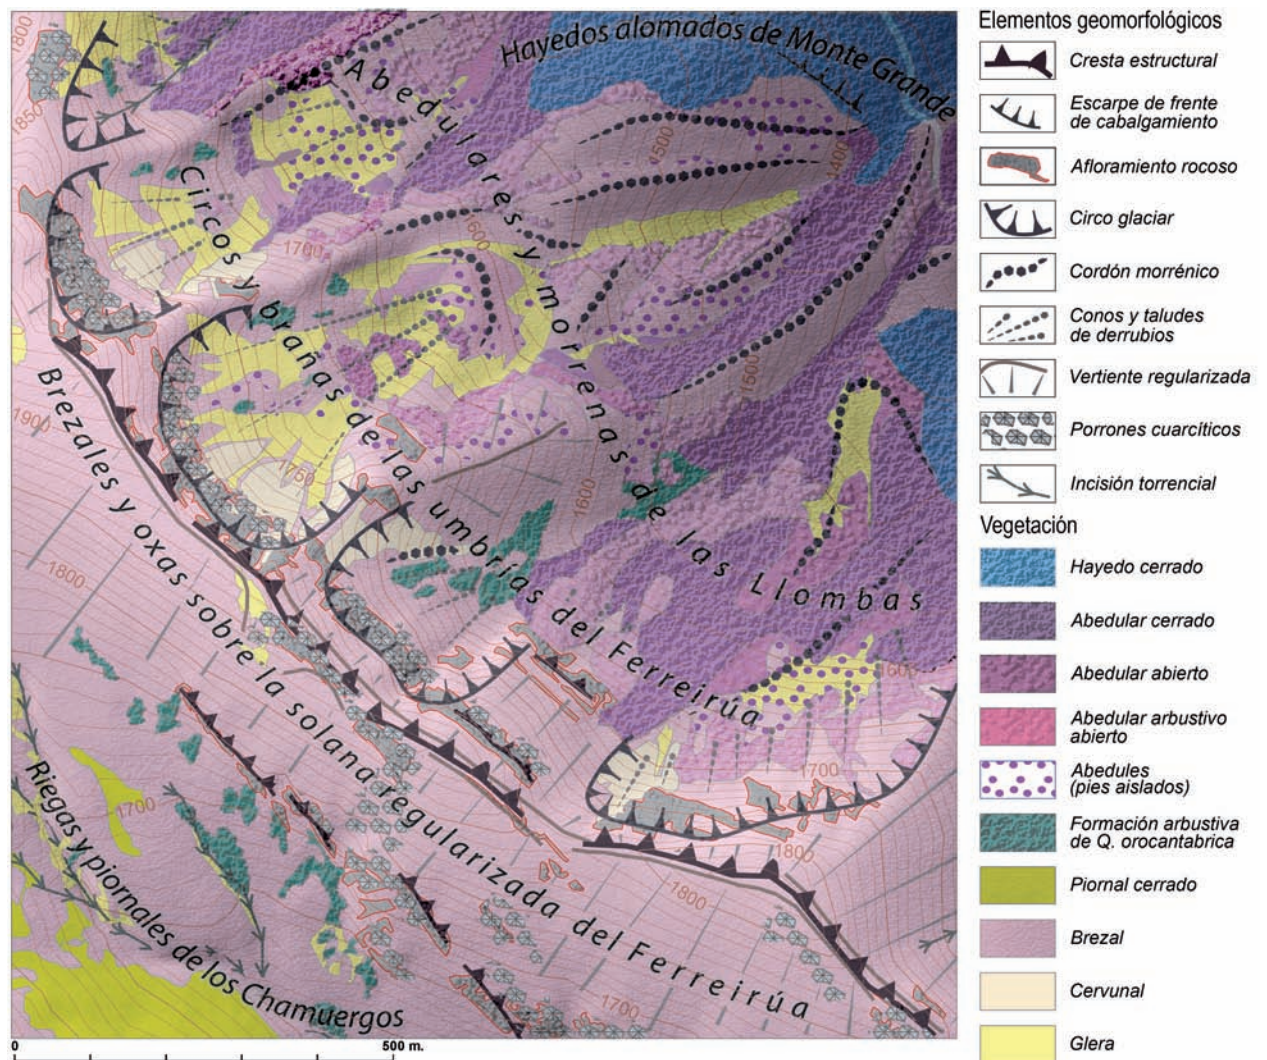 Hayedos alomados de Monte Grande
Abedulares y morrenas de las Llombas
Circos y brañas de las umbrías del Ferreirúa
Brezales y oxas sobre la solana regularizada del Ferreirúa
Riegas y piornales de los Chamuergos
1800
1850
1500
1400
1700
600
1500
1900
1750
1600
1800
1600
1700
1700
1800
1800
1700
0
500 m.
Elementos geomorfológicos
Cresta estructural
Escarpe de frente
de cabalgamiento
Afloramiento rocoso
Circo glaciar
Cordón morrénico
Conos y taludes
de derrubios
Vertiente regularizada
Porrones cuarcíticos
Incisión torrencial
Vegetación
Hayedo cerrado
Abedular cerrado
Abedular abierto
Abedular arbustivo
abierto
Abedules
(pies aislados)
Formación arbustiva
de Q. orocantabrica
Piornal cerrado
Brezal
Cervunal
Glera